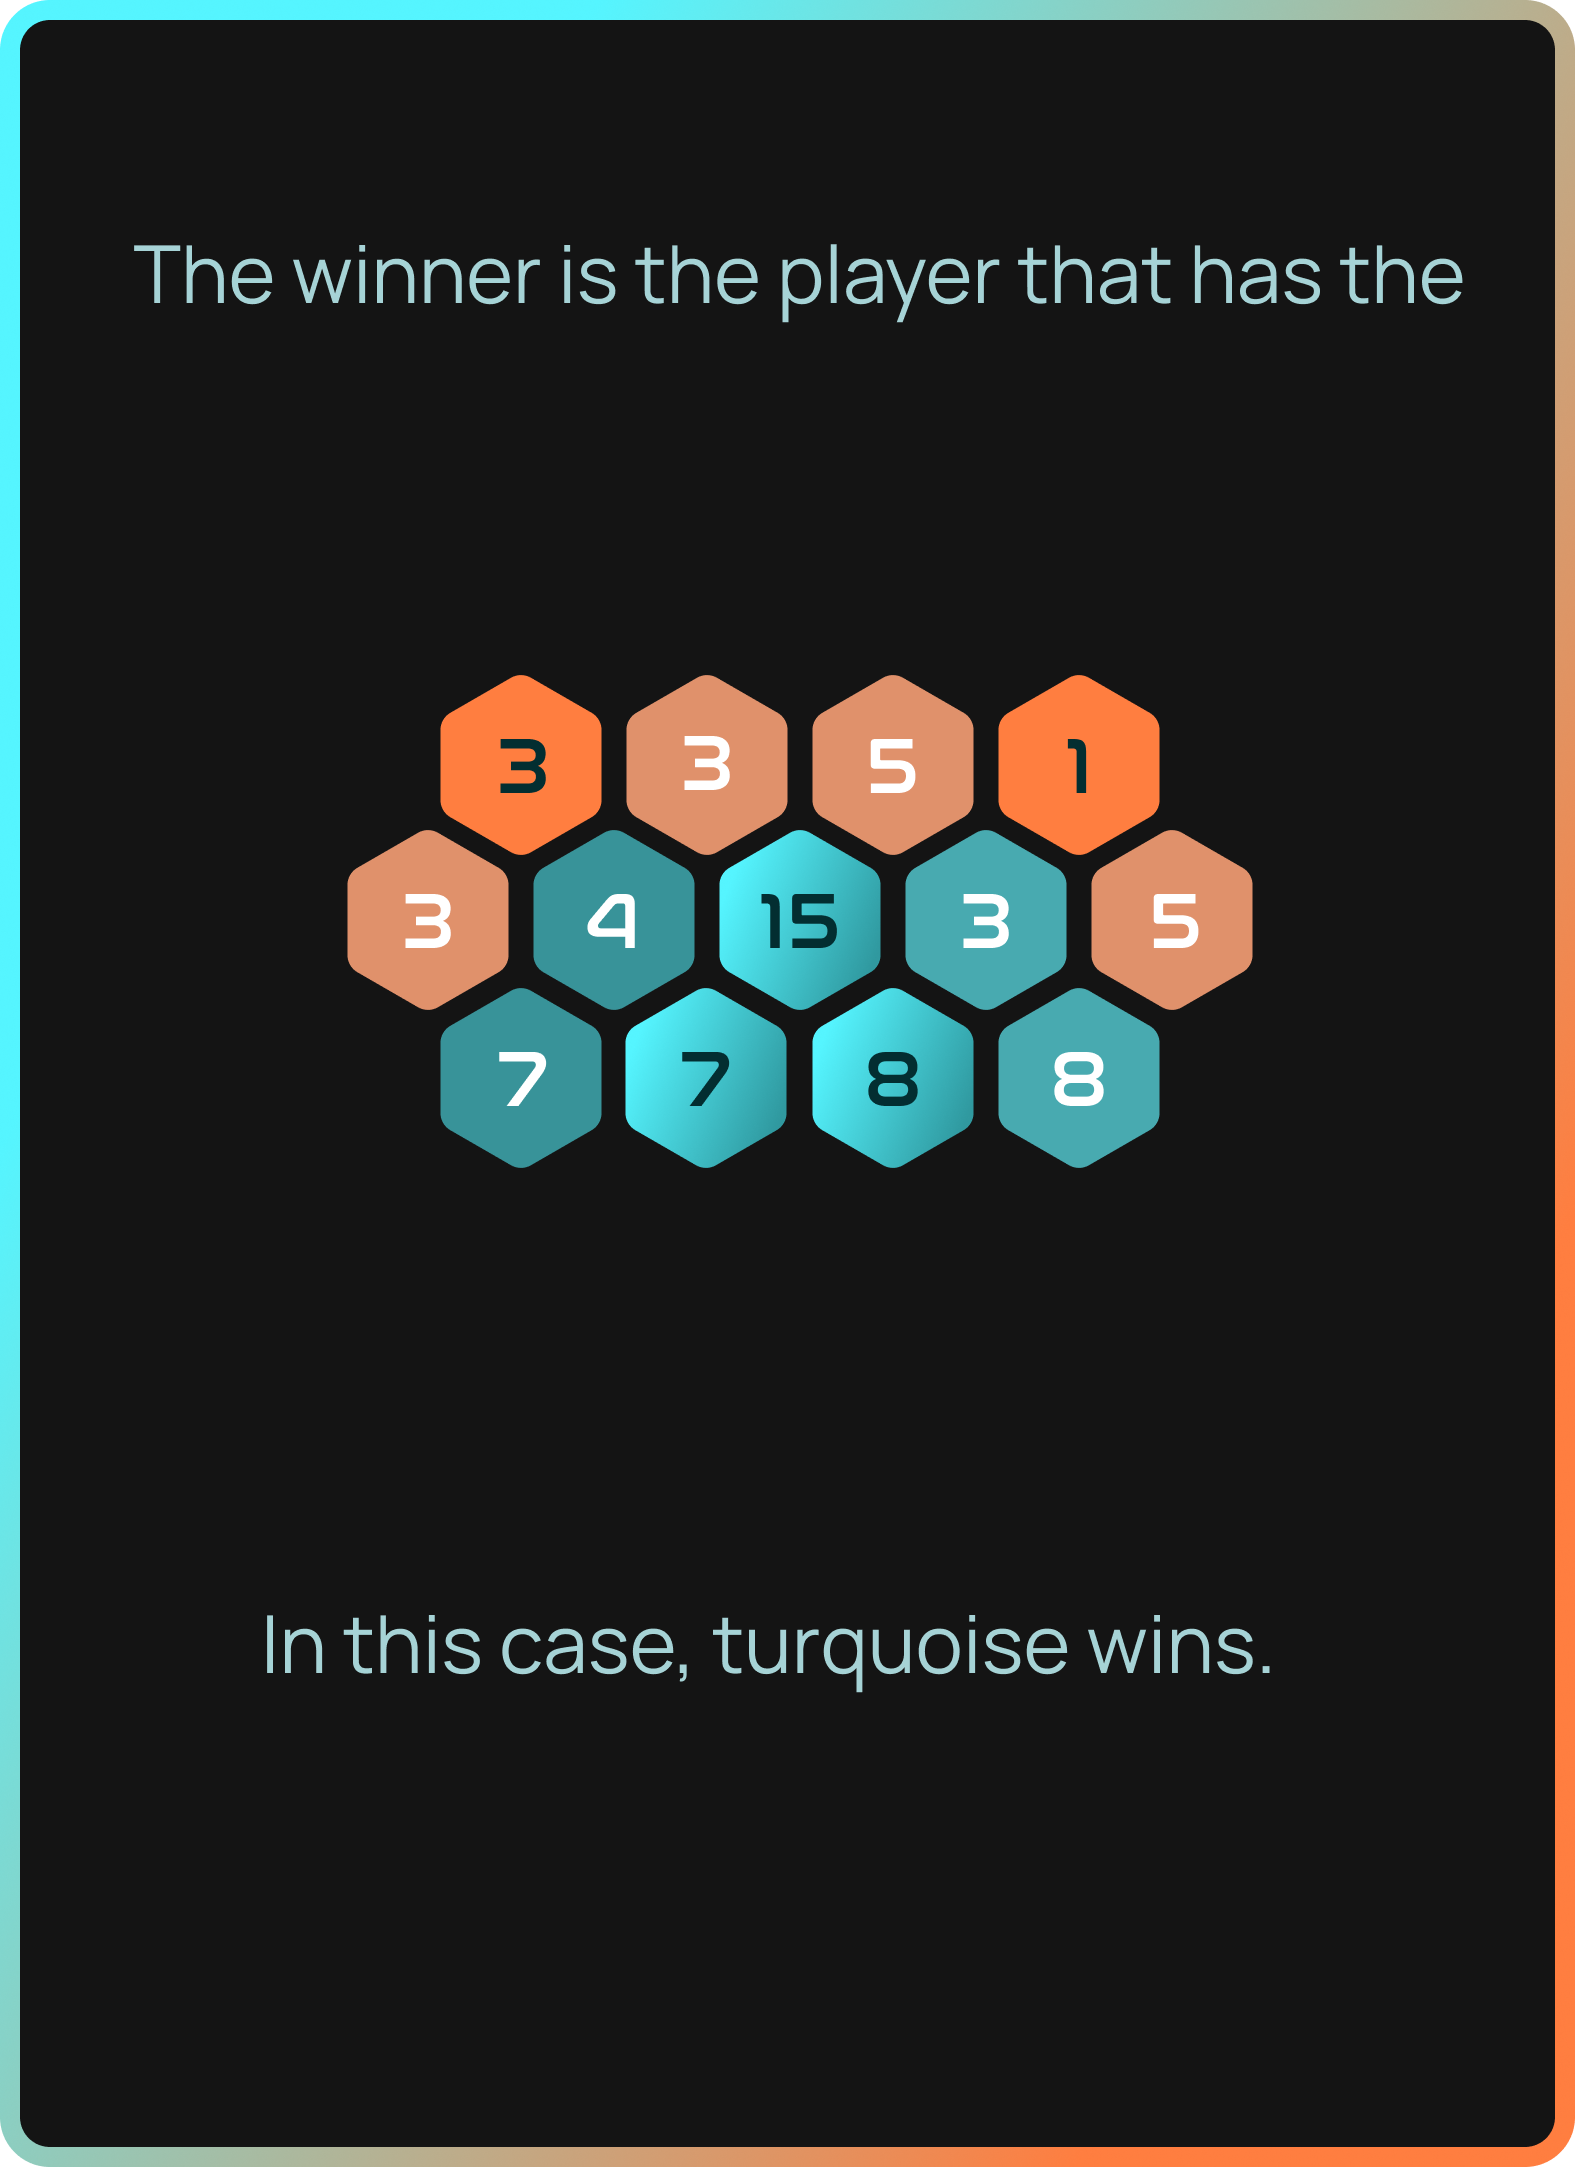 The winner is the player that has the
3 3 5 1
3 4 15 3 5
7 7 8 8
In this case, turquoise wins.